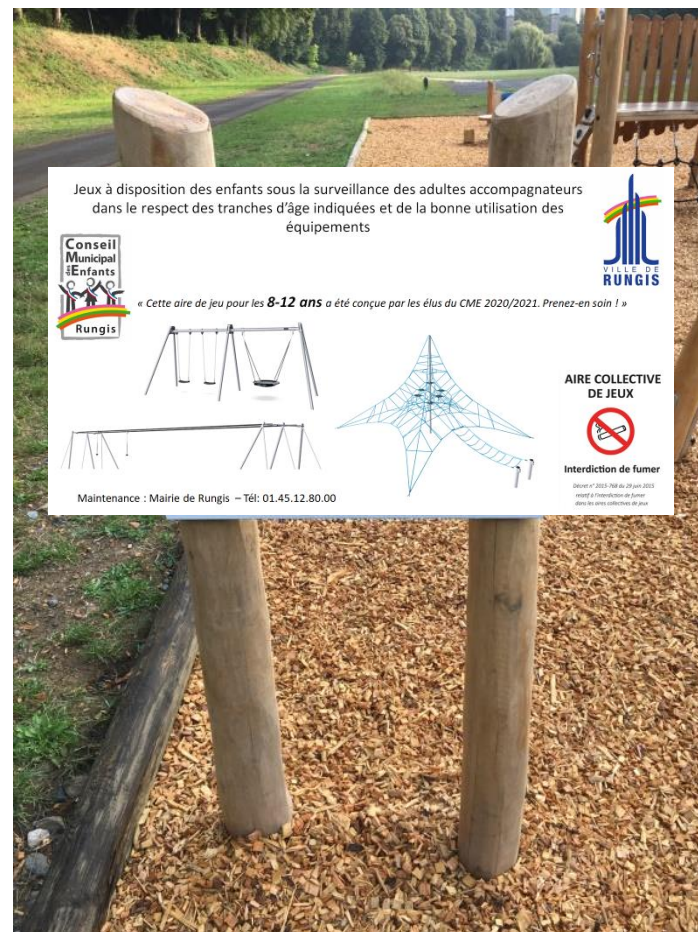 Jeux à disposition des enfants sous la surveillance des adultes accompagnateurs
dans le respect des tranches d'âge indiquées et de la bonne utilisation des
équipements
Conseil
Municipal
des Enfants
Rungis
VILLE DE
RUNGIS
« Cette aire de jeu pour les 8-12 ans a été conçue par les élus du CME 2020/2021. Prenez-en soin ! »
AIRE COLLECTIVE
DE JEUX
Interdiction de fumer
Décret n° 2015-768 du 29 juin 2015
relatif à l'interdiction de fumer
dans les aires collectives de jeux
Maintenance : Mairie de Rungis – Tél: 01.45.12.80.00